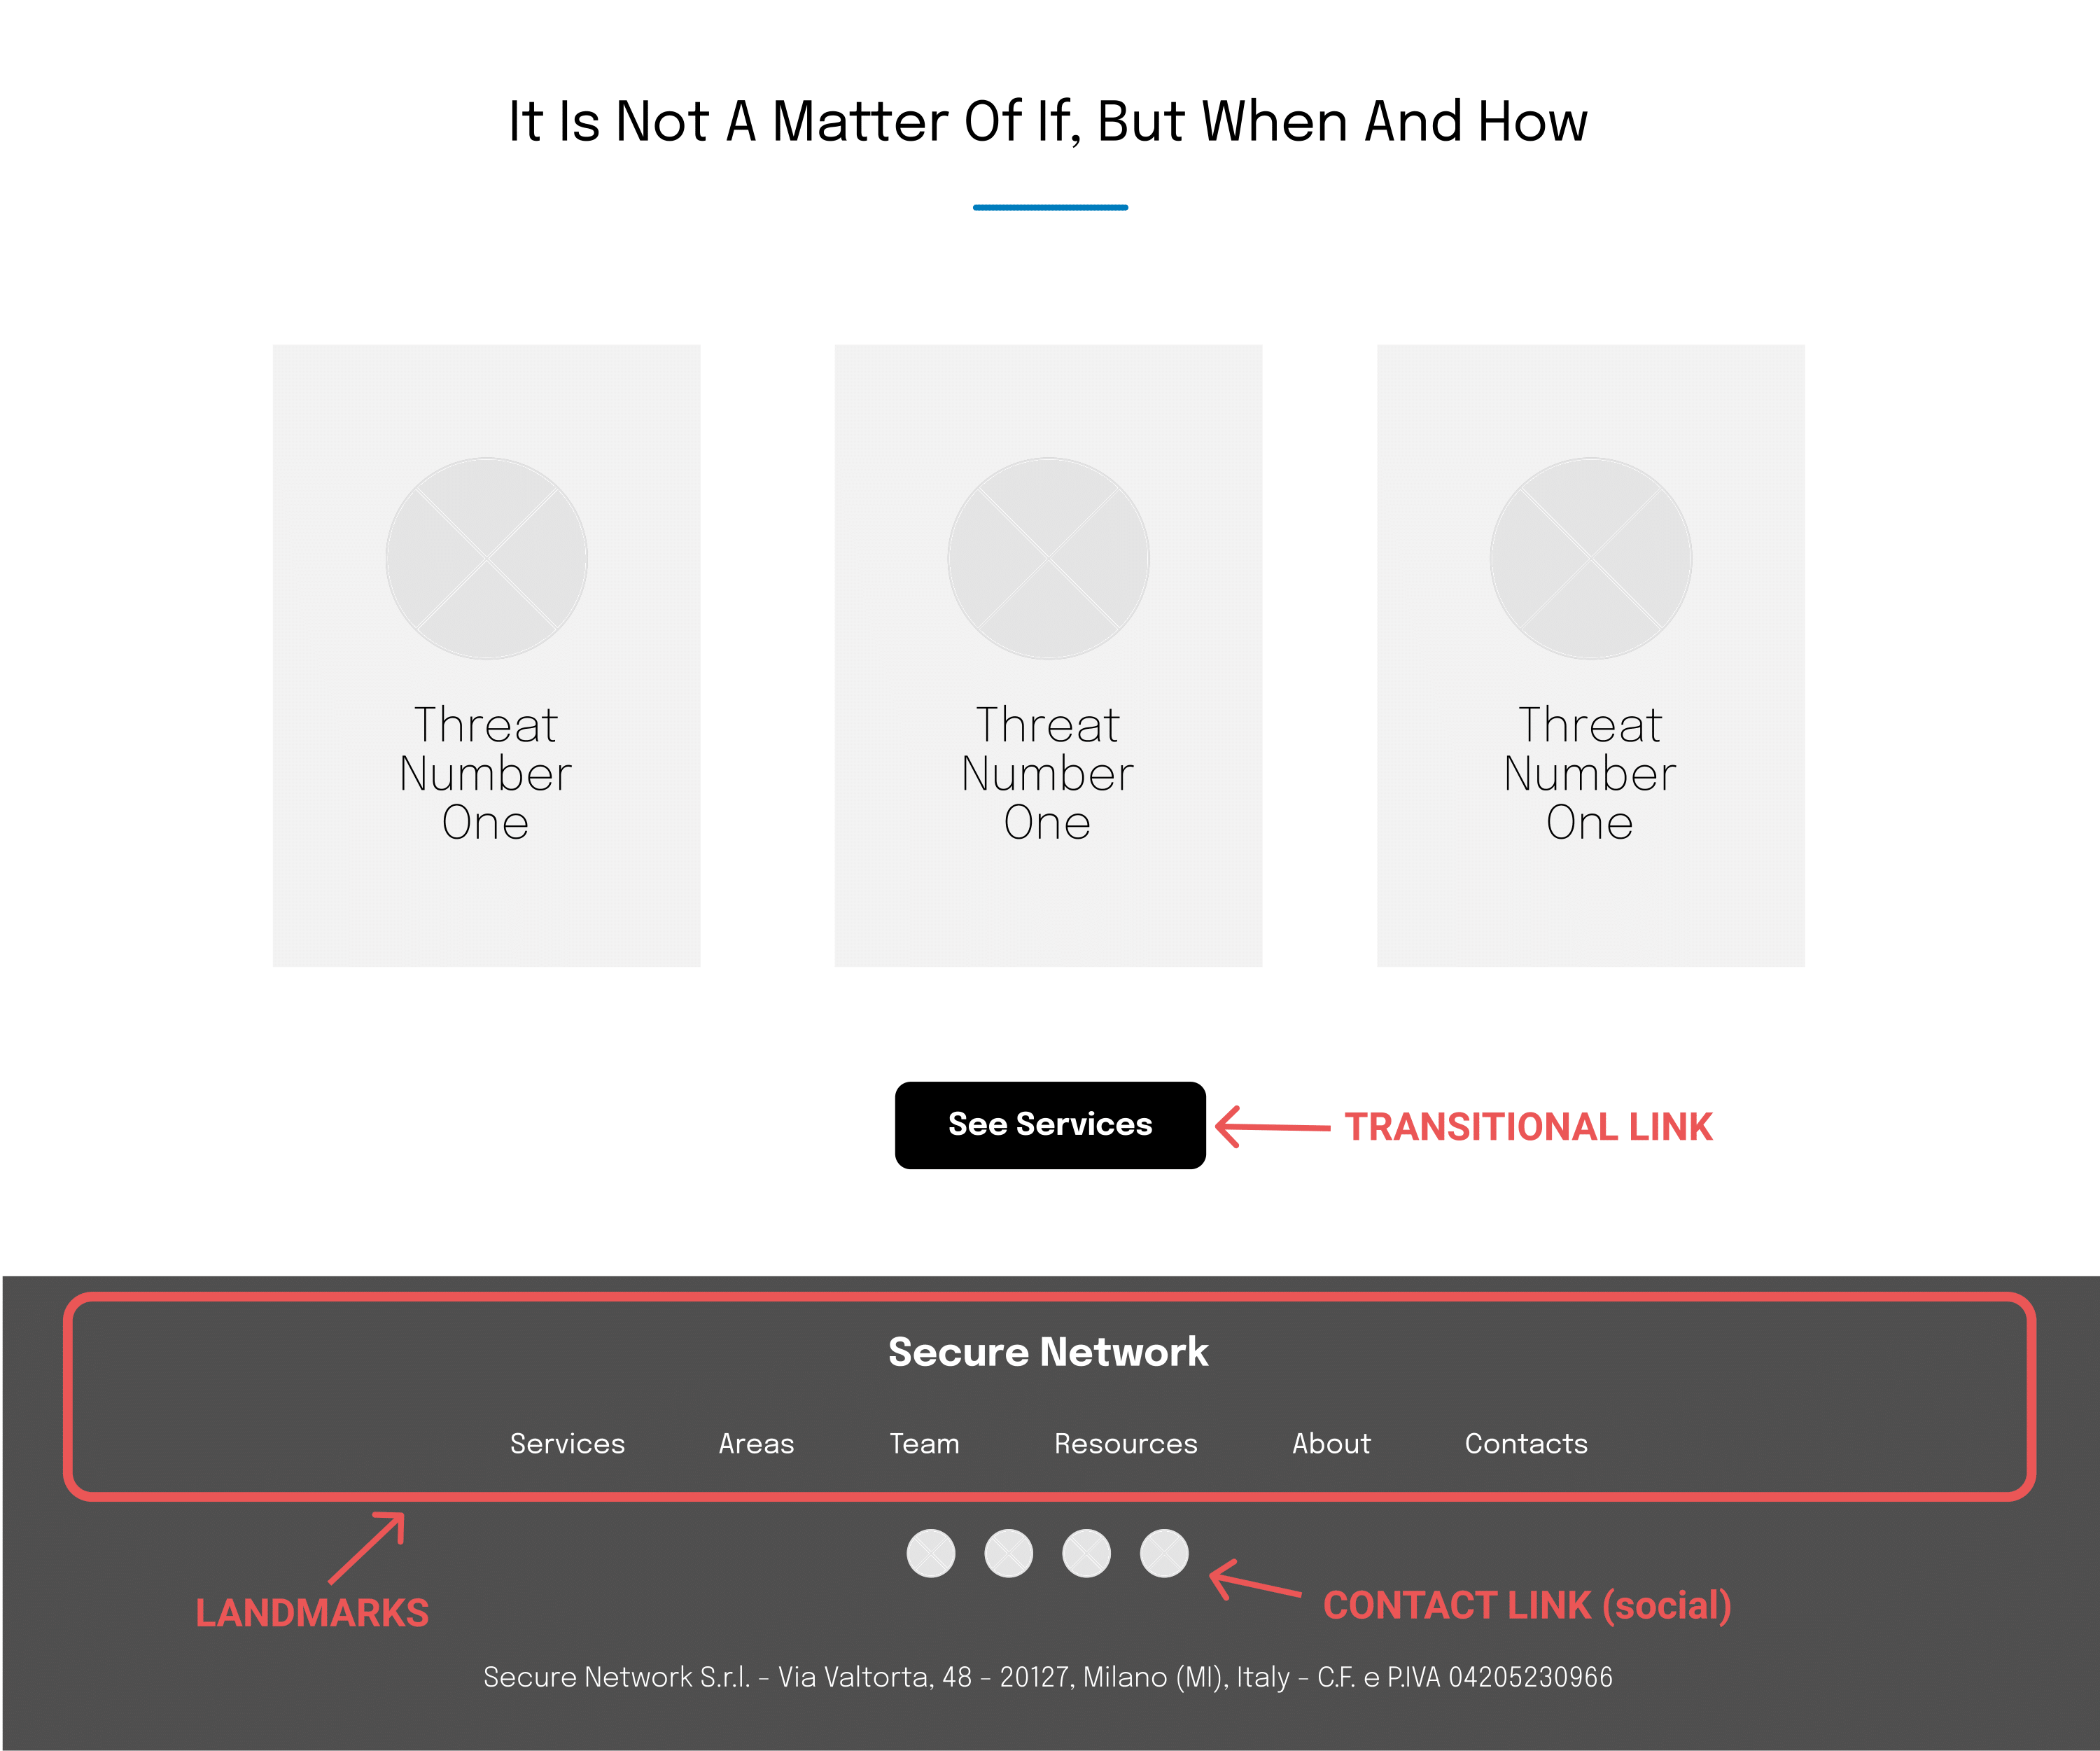 It Is Not A Matter Of If, But When And How
Threat
Number
One
Threat
Number
One
Threat
Number
One
See Services
TRANSITIONAL LINK
Secure Network
Services Areas Team Resources About Contacts
LANDMARKS
CONTACT LINK (social)
Secure Network S.r.l. – Via Valtorta, 48 – 20127, Milano (MI), Italy – C.F. e P.IVA 04205230966